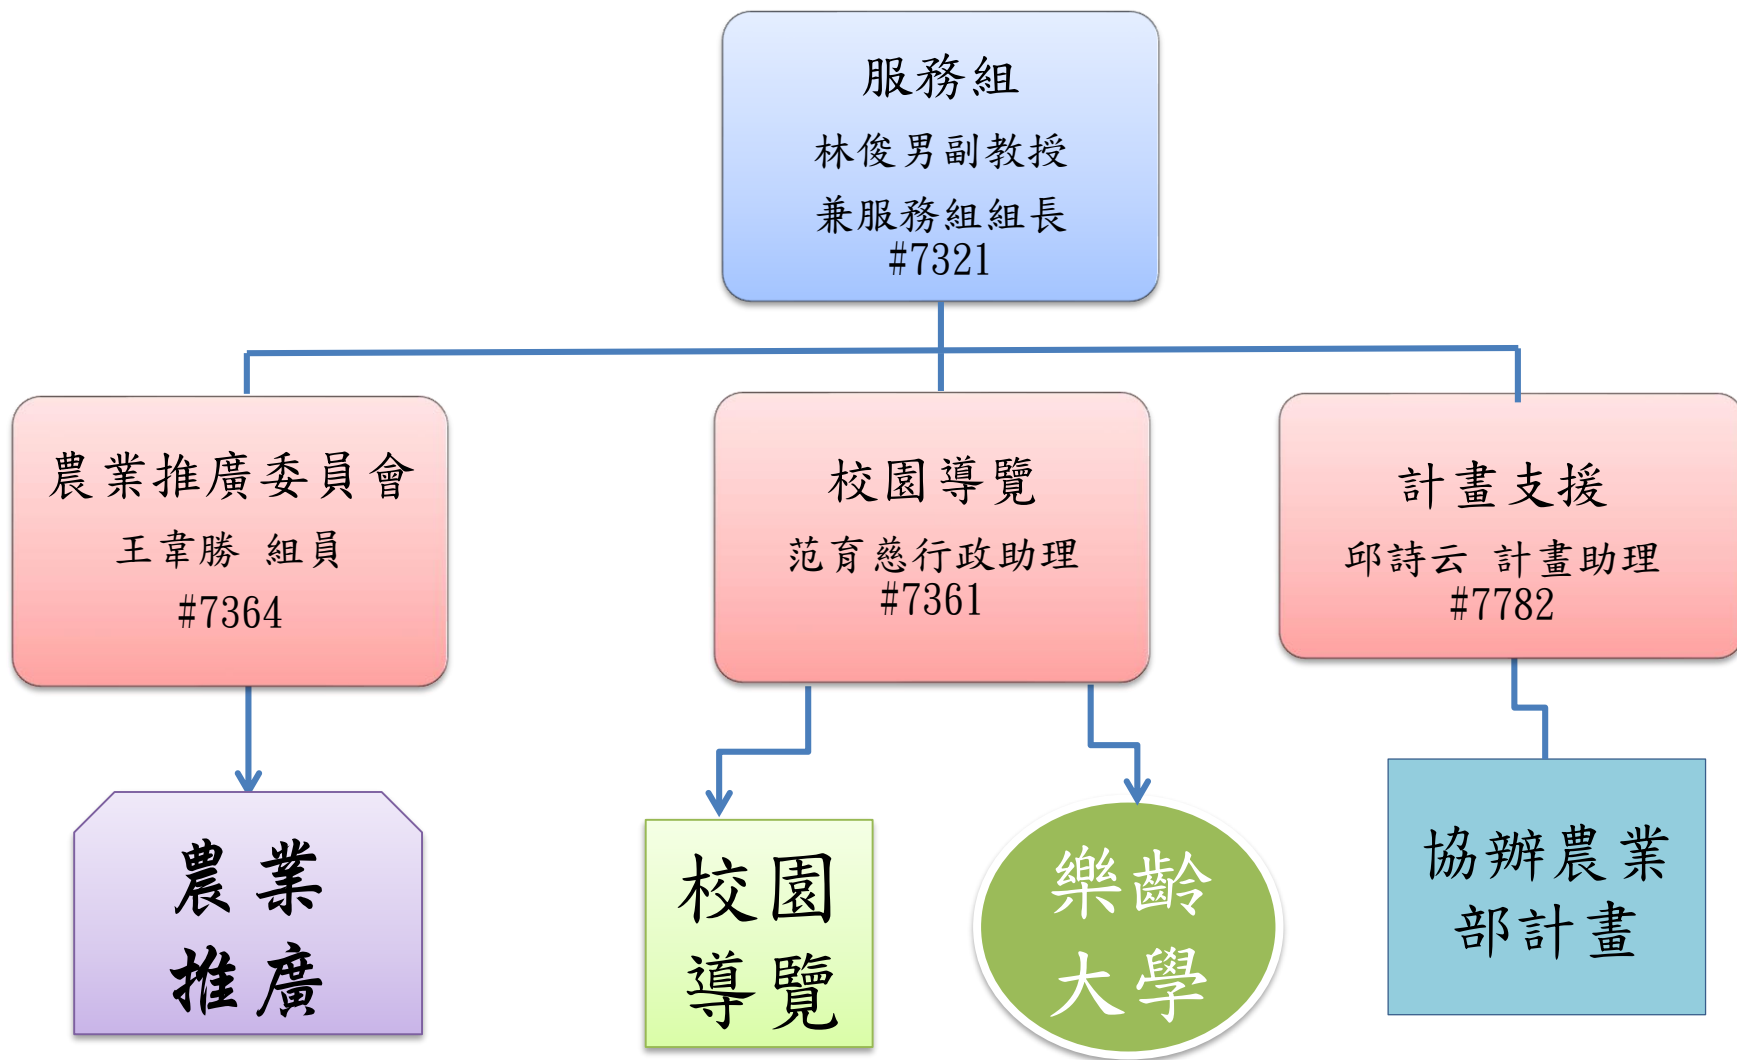 服務組
林俊男副教授
兼服務組組長
#7321
農業推廣委員會
王韋勝 組員
#7364
校園導覽
范育慈行政助理
#7361
計畫支援
邱詩云 計畫助理
#7782
農業
推廣
校園
導覽
樂齡
大學
協辦農業
部計畫